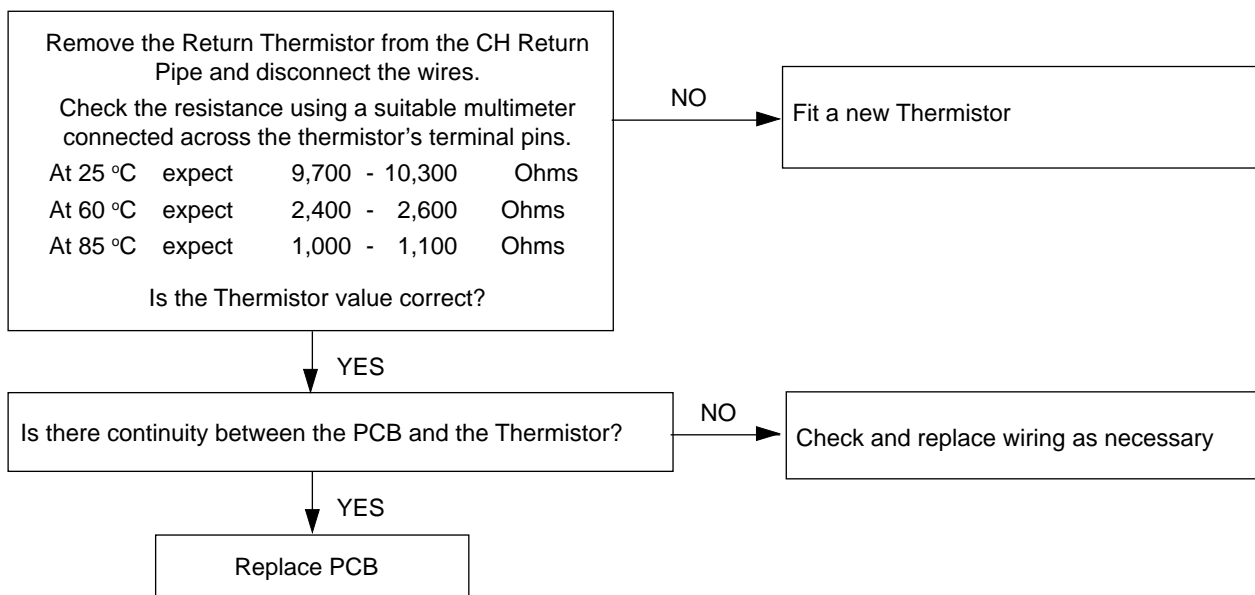 Remove the Return Thermistor from the CH Return
Pipe and disconnect the wires.
Check the resistance using a suitable multimeter
connected across the thermistor's terminal pins.
At 25 ºC expect 9,700 - 10,300 Ohms
At 60 ºC expect 2,400 - 2,600 Ohms
At 85 ºC expect 1,000 - 1,100 Ohms
Is the Thermistor value correct?
NO
Fit a new Thermistor
YES
Is there continuity between the PCB and the Thermistor?
NO
Check and replace wiring as necessary
YES
Replace PCB